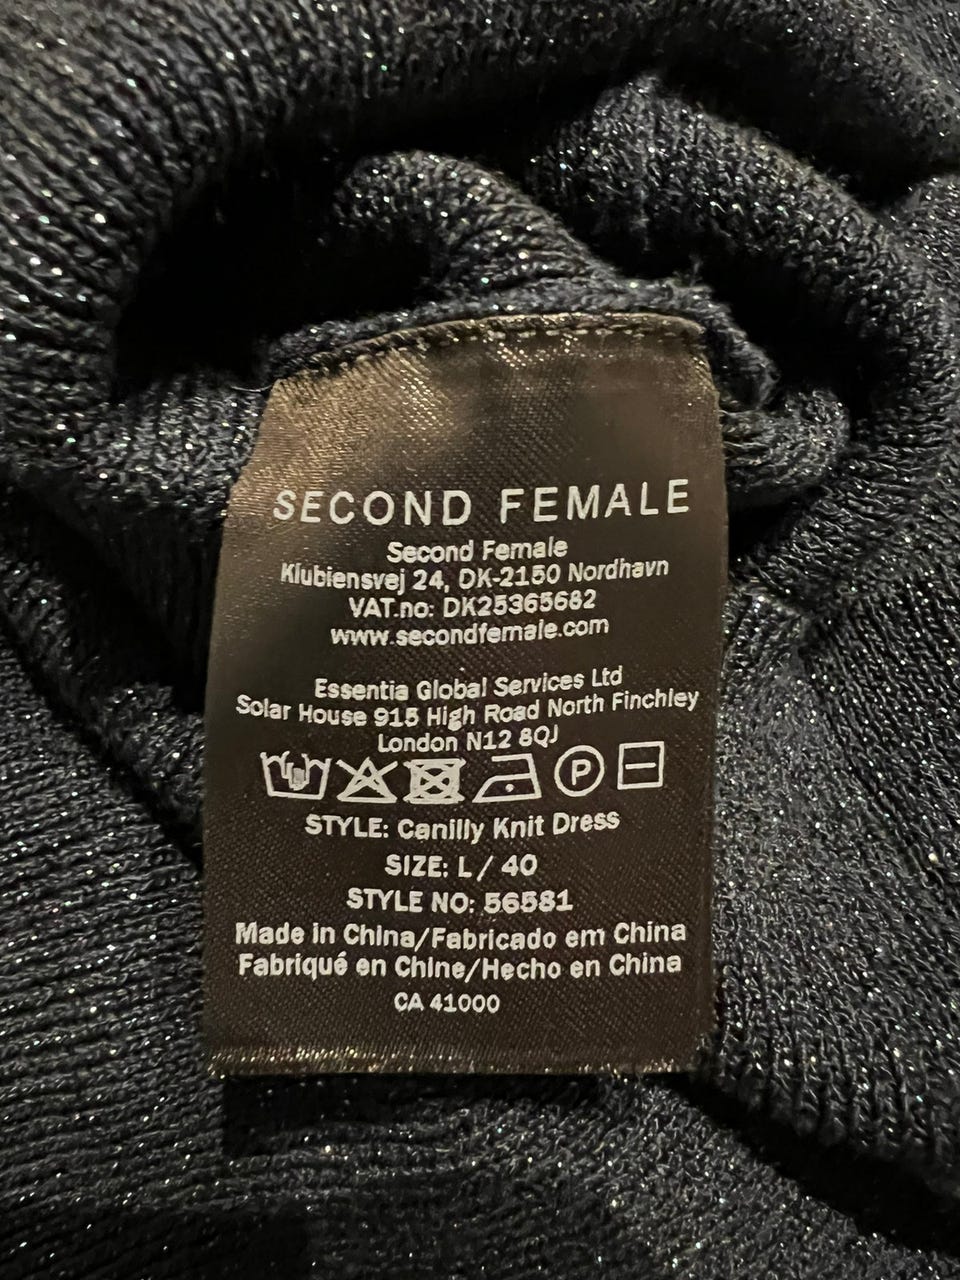 SECOND FEMALE
Second Female
Klubiensvej 24, DK-2150 Nordhavn
VAT.no: DK25365682
www.secondfemale.com
Essentia Global Services Ltd
Solar House 915 High Road North Finchley
London N12 8QJ
P
STYLE: Canilly Knit Dress
SIZE: L / 40
STYLE NO: 56581
Made in China/Fabricado em China
Fabriqué en Chine/Hecho en China
CA 41000